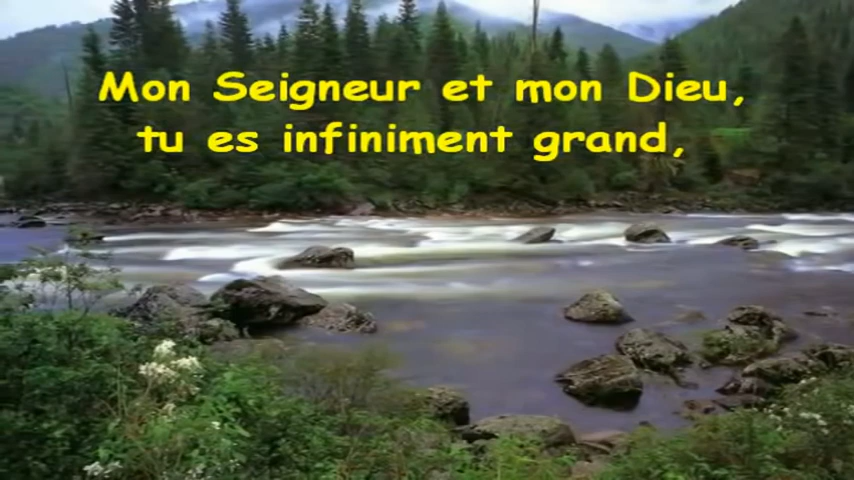 Mon Seigneur et mon Dieu,
tu es infiniment grand,